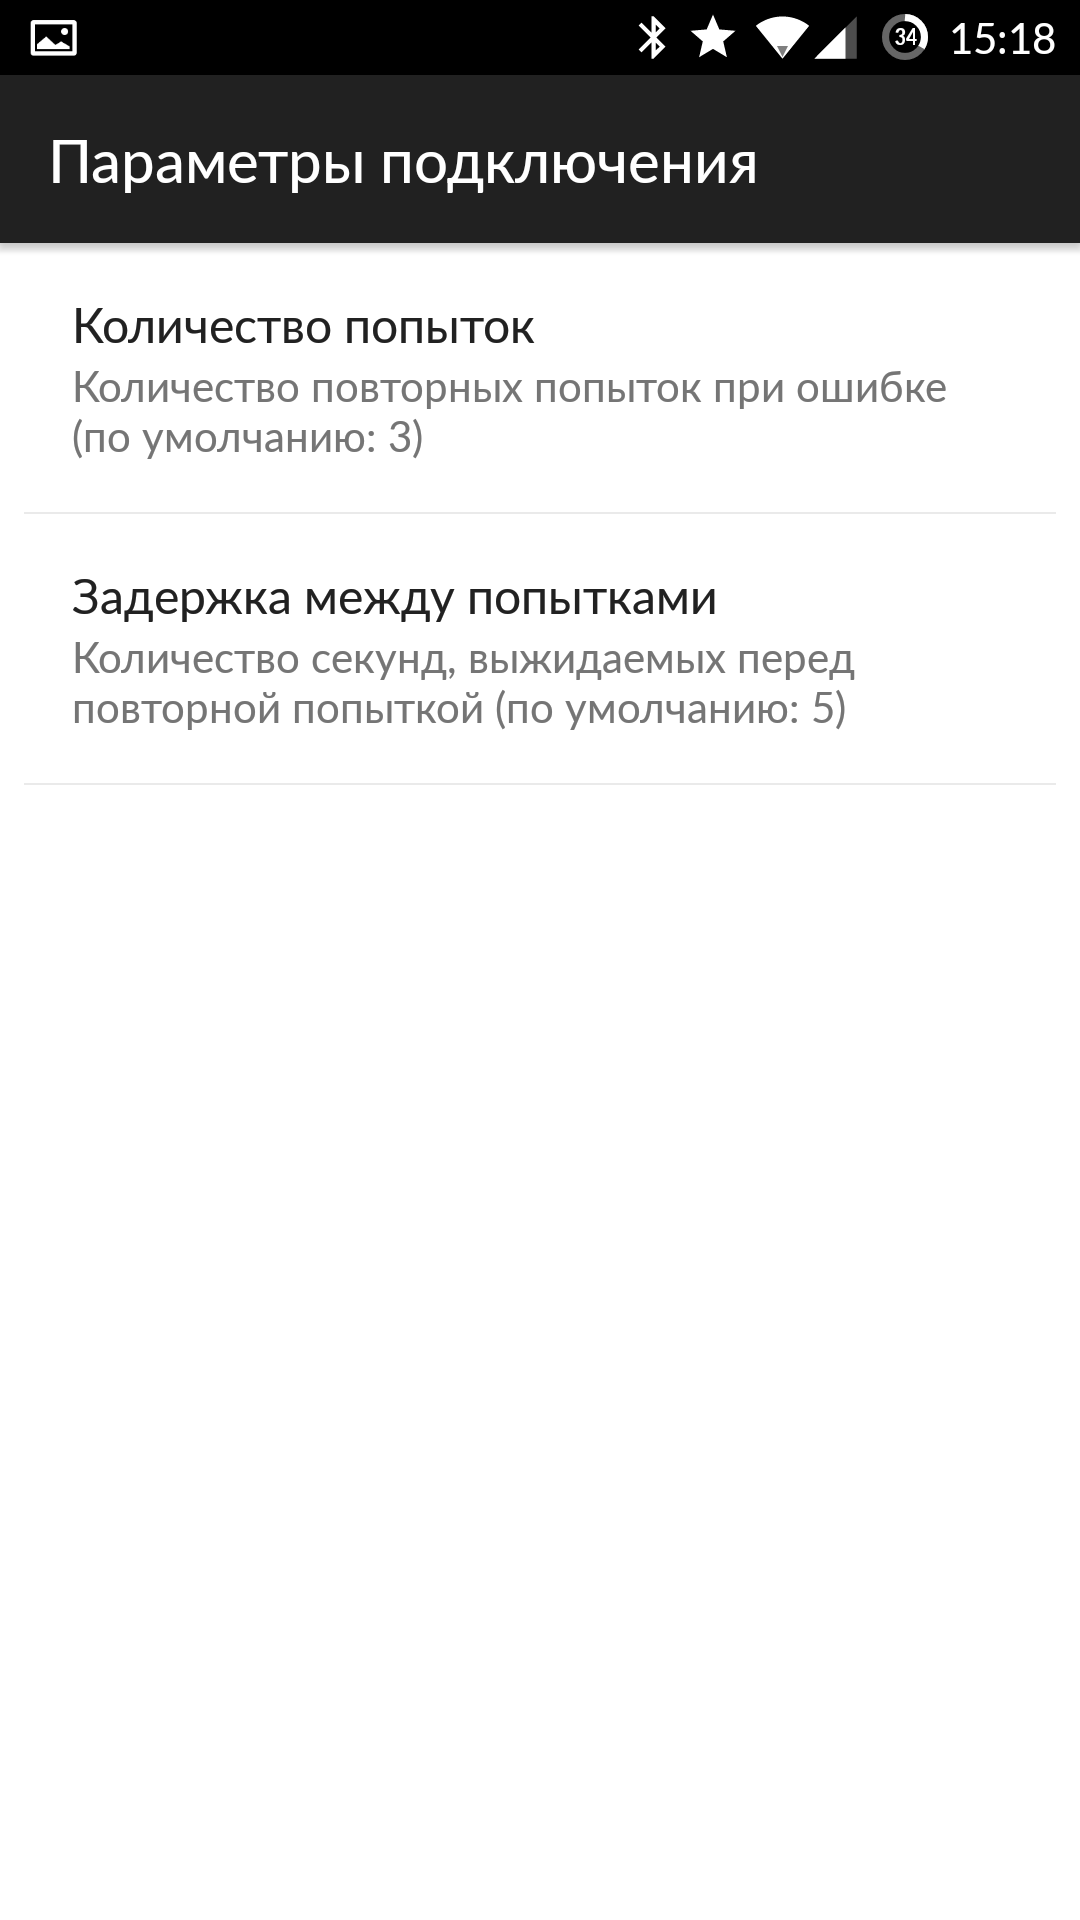 34 15:18
Параметры подключения
Количество попыток
Количество повторных попыток при ошибке
(по умолчанию: 3)
Задержка между попытками
Количество секунд, выжидаемых перед
повторной попыткой (по умолчанию: 5)